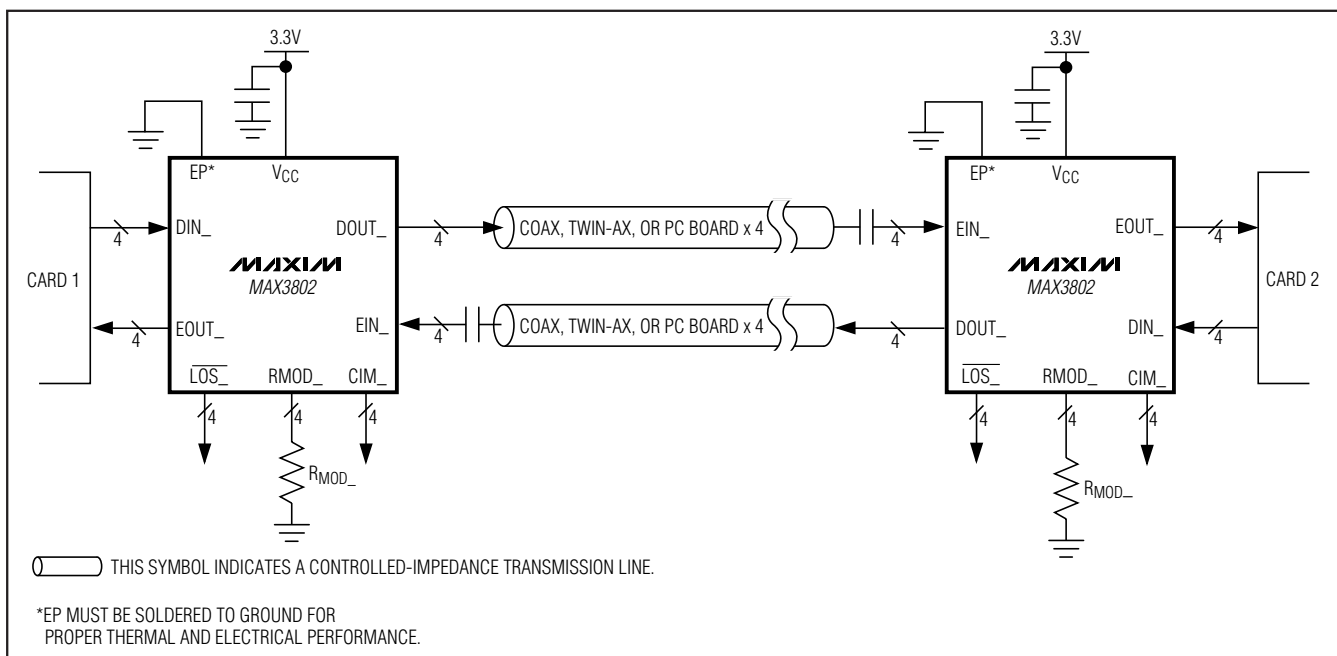 3.3V
3.3V
EP*
VCC
EP*
VCC
DIN_
4
DOUT_
4
COAX, TWIN-AX, OR PC BOARD x 4
4
EIN_
EOUT_
4
CARD 1
MAXIM
MAX3802
MAXIM
MAX3802
CARD 2
EOUT_
4
EIN_
4
COAX, TWIN-AX, OR PC BOARD x 4
4
DOUT_
DIN_
4
LOS_
RMOD_
CIM_
LOS_
RMOD_
CIM_
4
4
4
4
4
4
RMOD_
RMOD_
THIS SYMBOL INDICATES A CONTROLLED-IMPEDANCE TRANSMISSION LINE.
*EP MUST BE SOLDERED TO GROUND FOR
PROPER THERMAL AND ELECTRICAL PERFORMANCE.